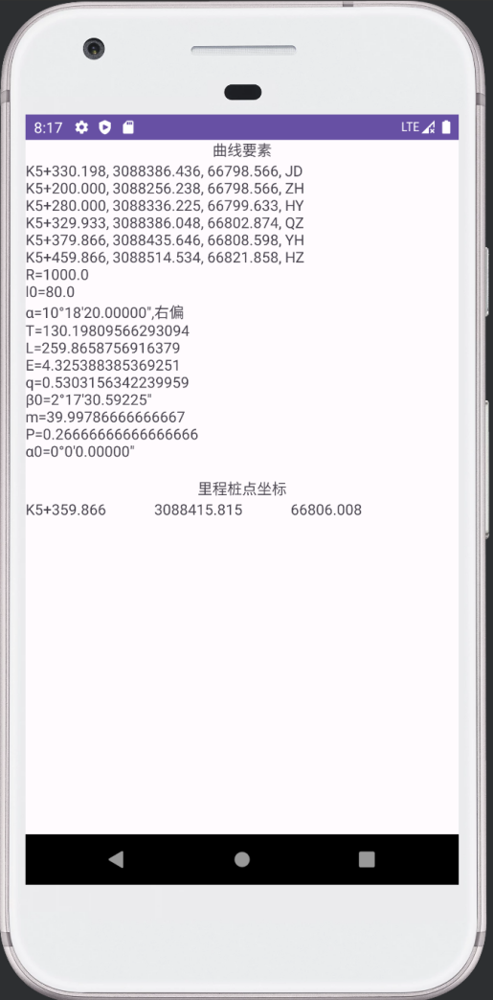 8:17 LTE
曲线要素
K5+330.198, 3088386.436, 66798.566, JD
K5+200.000, 3088256.238, 66798.566, ZH
K5+280.000, 3088336.225, 66799.633, HY
K5+329.933, 3088386.048, 66802.874, QZ
K5+379.866, 3088435.646, 66808.598, YH
K5+459.866, 3088514.534, 66821.858, HZ
R=1000.0
l0=80.0
α=10°18'20.00000",右偏
T=130.19809566293094
L=259.8658756916379
E=4.325388385369251
q=0.5303156342239959
β0=2°17'30.59225"
m=39.99786666666667
P=0.26666666666666666
α0=0°0'0.00000"
里程桩点坐标
K5+359.866 3088415.815 66806.008